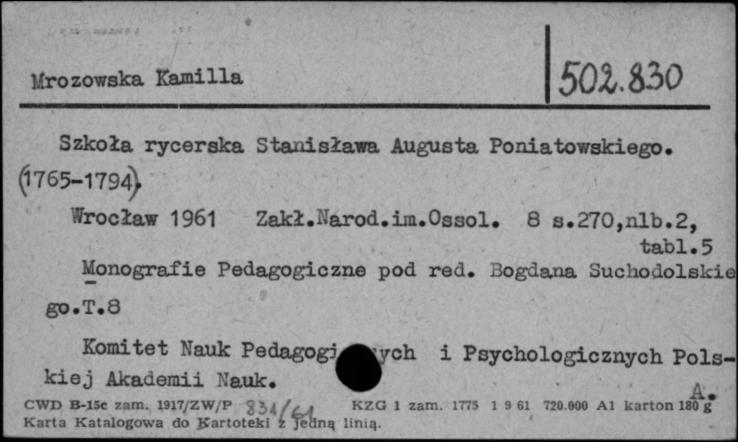 Mrozowska Kamilla
502.830
Szkoła rycerska Stanisława Augusta Poniatowskiego.
(1765-1794).
Wrocław 1961 Zakł.Narod.im.Ossol. 8 s.270,nlb.2,
tabl.5
Monografie Pedagogiczne pod red. Bogdana Suchodolskie
go.T.8
Komitet Nauk ych i Psychologicznych Pols-
kiej Akademii Nauk.
A.
CWD B-15c zam. 1917/ZW/P 831/61 KZG 1 zam. 1775 1 9 61 720.000 A1 karton 180 g
Karta Katalogowa do Kartoteki z jedną linią.